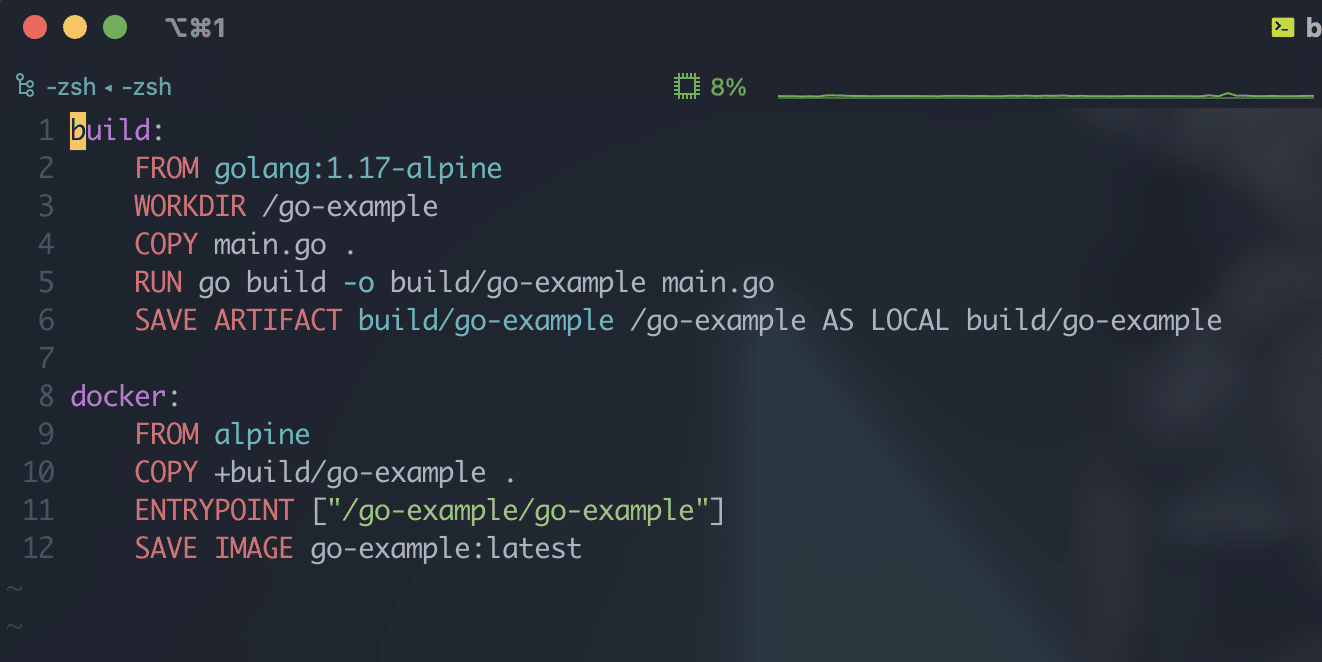 ⌥⌘1
b
-zsh ◂ -zsh
8%
1 build:
2     FROM golang:1.17-alpine
3     WORKDIR /go-example
4     COPY main.go .
5     RUN go build -o build/go-example main.go
6     SAVE ARTIFACT build/go-example /go-example AS LOCAL build/go-example
7
8 docker:
9     FROM alpine
10     COPY +build/go-example .
11     ENTRYPOINT ["/go-example/go-example"]
12     SAVE IMAGE go-example:latest
~
~